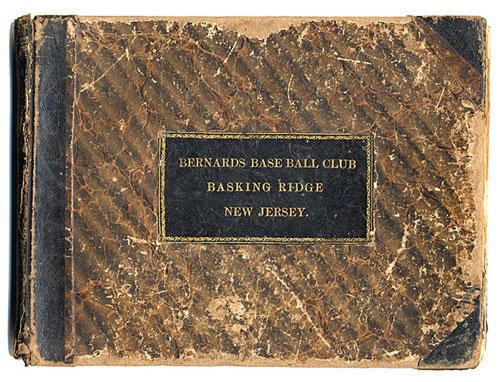 BERNARDS BASE BALL CLUB
BASKING RIDGE
NEW JERSEY.